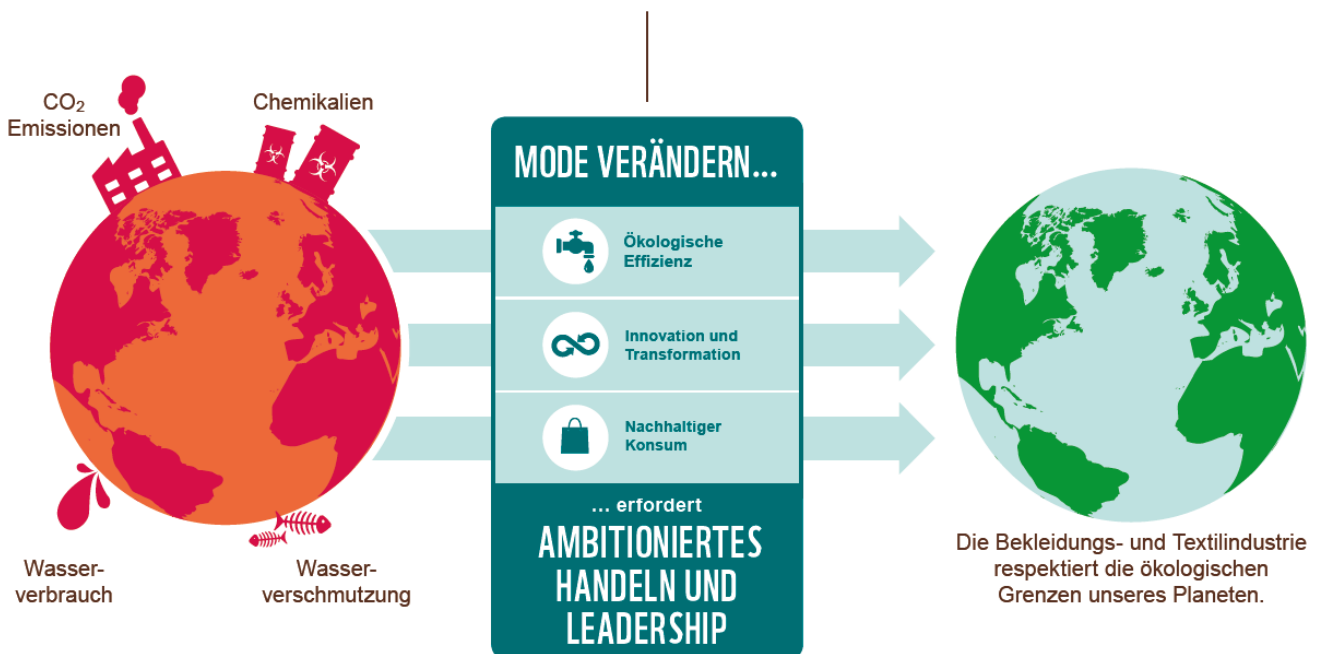 CO₂
Emissionen
Chemikalien
Wasser-
verbrauch
Wasser-
verschmutzung
MODE VERÄNDERN...
Ökologische
Effizienz
Innovation und
Transformation
Nachhaltiger
Konsum
... erfordert
AMBITIONIERTES
HANDELN UND
LEADERSHIP
Die Bekleidungs- und Textilindustrie
respektiert die ökologischen
Grenzen unseres Planeten.